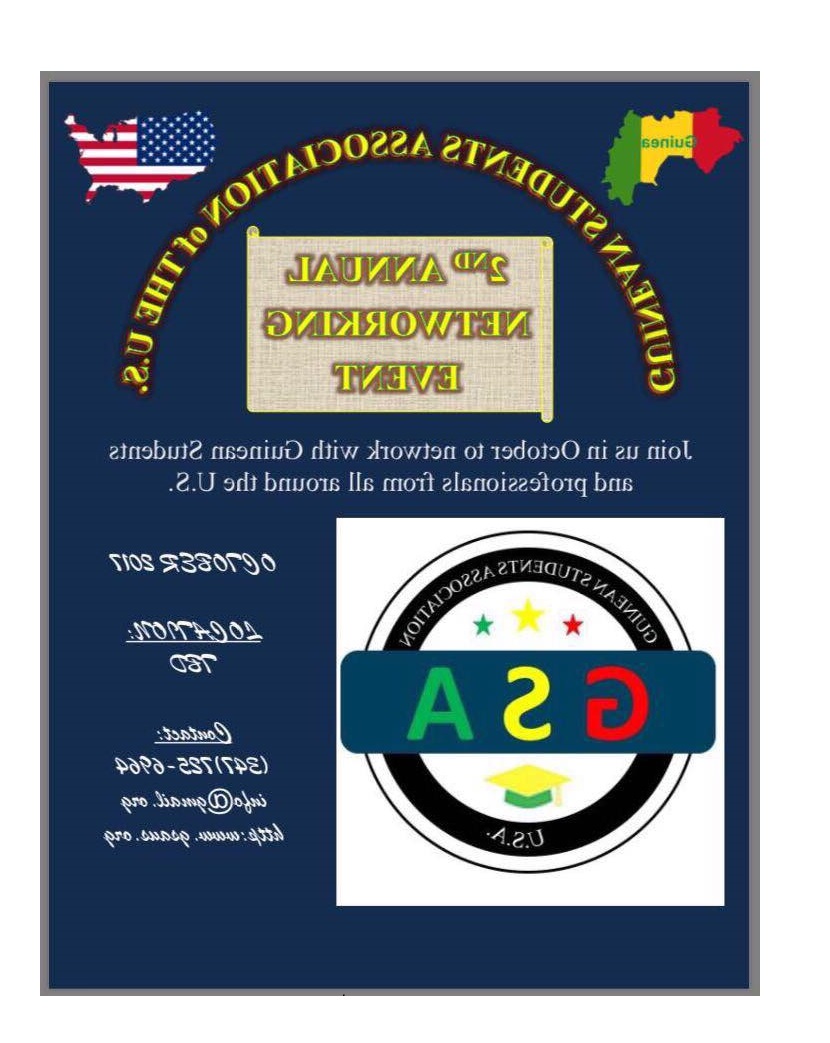 GUINEAN STUDENTS ASSOCIATION of THE U.S.
Guinea
2ND ANNUAL
NETWORKING
EVENT
Join us in October to network with Guinean Students
and professionals from all around the U.S.
OCTOBER 2017
LOCATION:
TBD
Contact:
(347)725-6964
info@gmail.org
http:www.gsaus.org
GUINEAN STUDENTS ASSOCIATION
G S A
U.S.A.